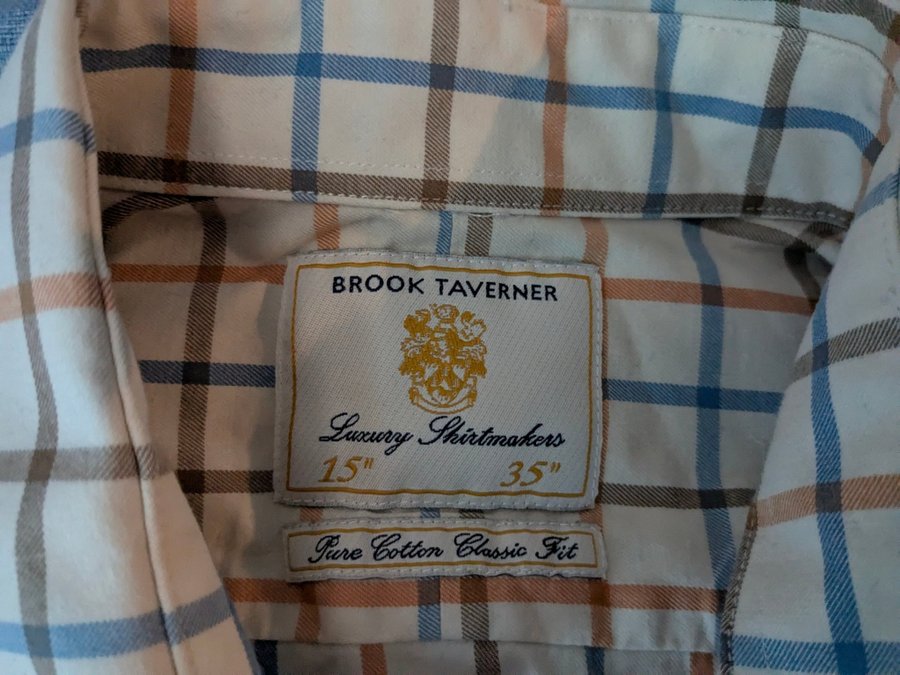 BROOK TAVERNER
Luxury Shirtmakers
15" 35"
Pure Cotton Classic Fit